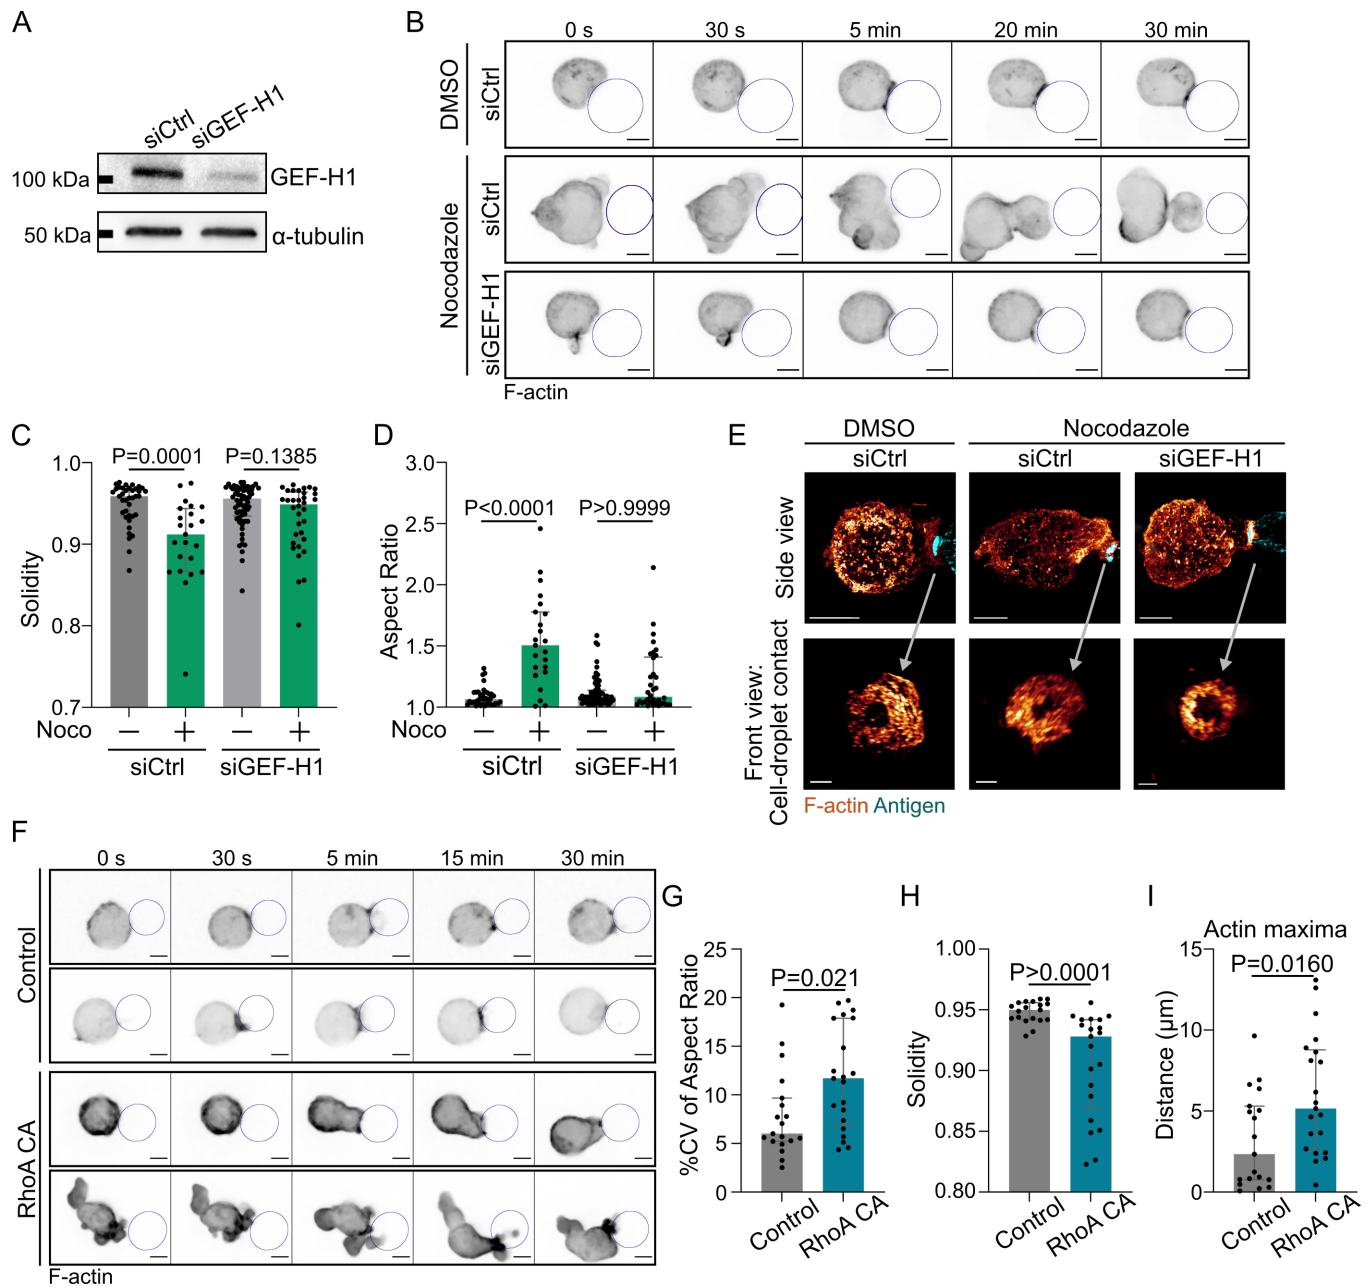 A
siCtrl
siGEF-H1
100 kDa
GEF-H1
50 kDa
α-tubulin
B
0 s
30 s
5 min
20 min
30 min
DMSO
siCtrl
Nocodazole
siCtrl
siGEF-H1
F-actin
C
P=0.0001
P=0.1385
1.0
0.9
0.8
0.7
Solidity
Noco
–
+
–
+
siCtrl
siGEF-H1
D
P<0.0001
P>0.9999
3.0
2.5
2.0
1.5
1.0
Aspect Ratio
–
+
–
+
siCtrl
siGEF-H1
E
DMSO
Nocodazole
siCtrl
siCtrl
siGEF-H1
Side view
Front view:
Cell-droplet contact
F-actin Antigen
F
0 s
30 s
5 min
15 min
30 min
Control
RhoA CA
F-actin
G
P=0.021
25
20
15
10
5
0
%CV of Aspect Ratio
Control
RhoA CA
H
P>0.0001
1.00
0.95
0.90
0.85
0.80
Solidity
Control
RhoA CA
I
Actin maxima
P=0.0160
15
10
5
0
Distance (µm)
Control
RhoA CA